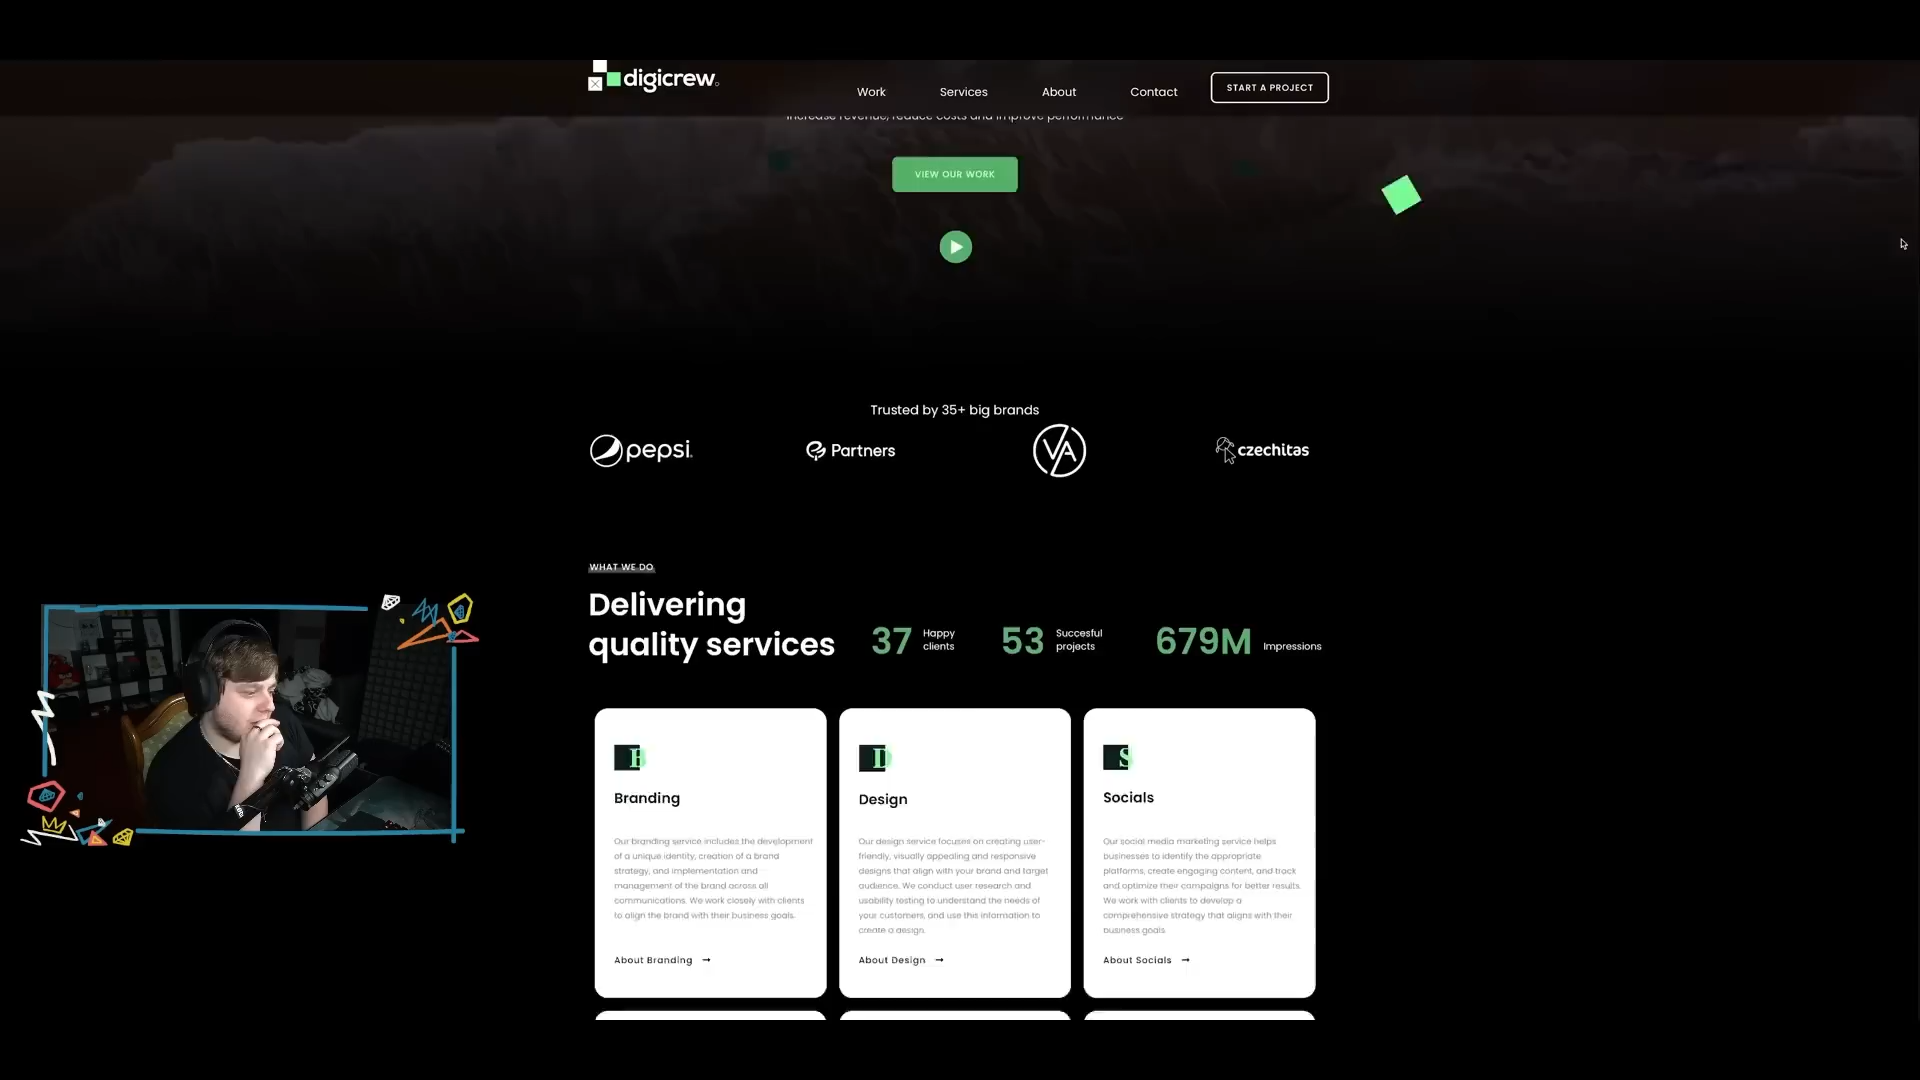 digicrew
Work
Services
About
Contact
START A PROJECT
Increase revenue, reduce costs and improve performance
VIEW OUR WORK
Trusted by 35+ big brands
pepsi
Partners
VA
czechitas
WHAT WE DO
Delivering
quality services
37 Happy
clients
53 Succesful
projects
679M Impressions
B
Branding
Our branding service includes the development
of a unique identity, creation of a brand
strategy, and implementation and
management of the brand across all
communications. We work closely with clients
to align the brand with their business goals.
About Branding →
D
Design
Our design service focuses on creating user-
friendly, visually appealing and responsive
designs that align with your brand and target
audience. We conduct user research and
usability testing to understand the needs of
your customers, and use this information to
create a design.
About Design →
S
Socials
Our social media marketing service helps
businesses to identify the appropriate
platforms, create engaging content, and track
and optimize their campaigns for better results.
We work with clients to develop a
comprehensive strategy that aligns with their
business goals.
About Socials →